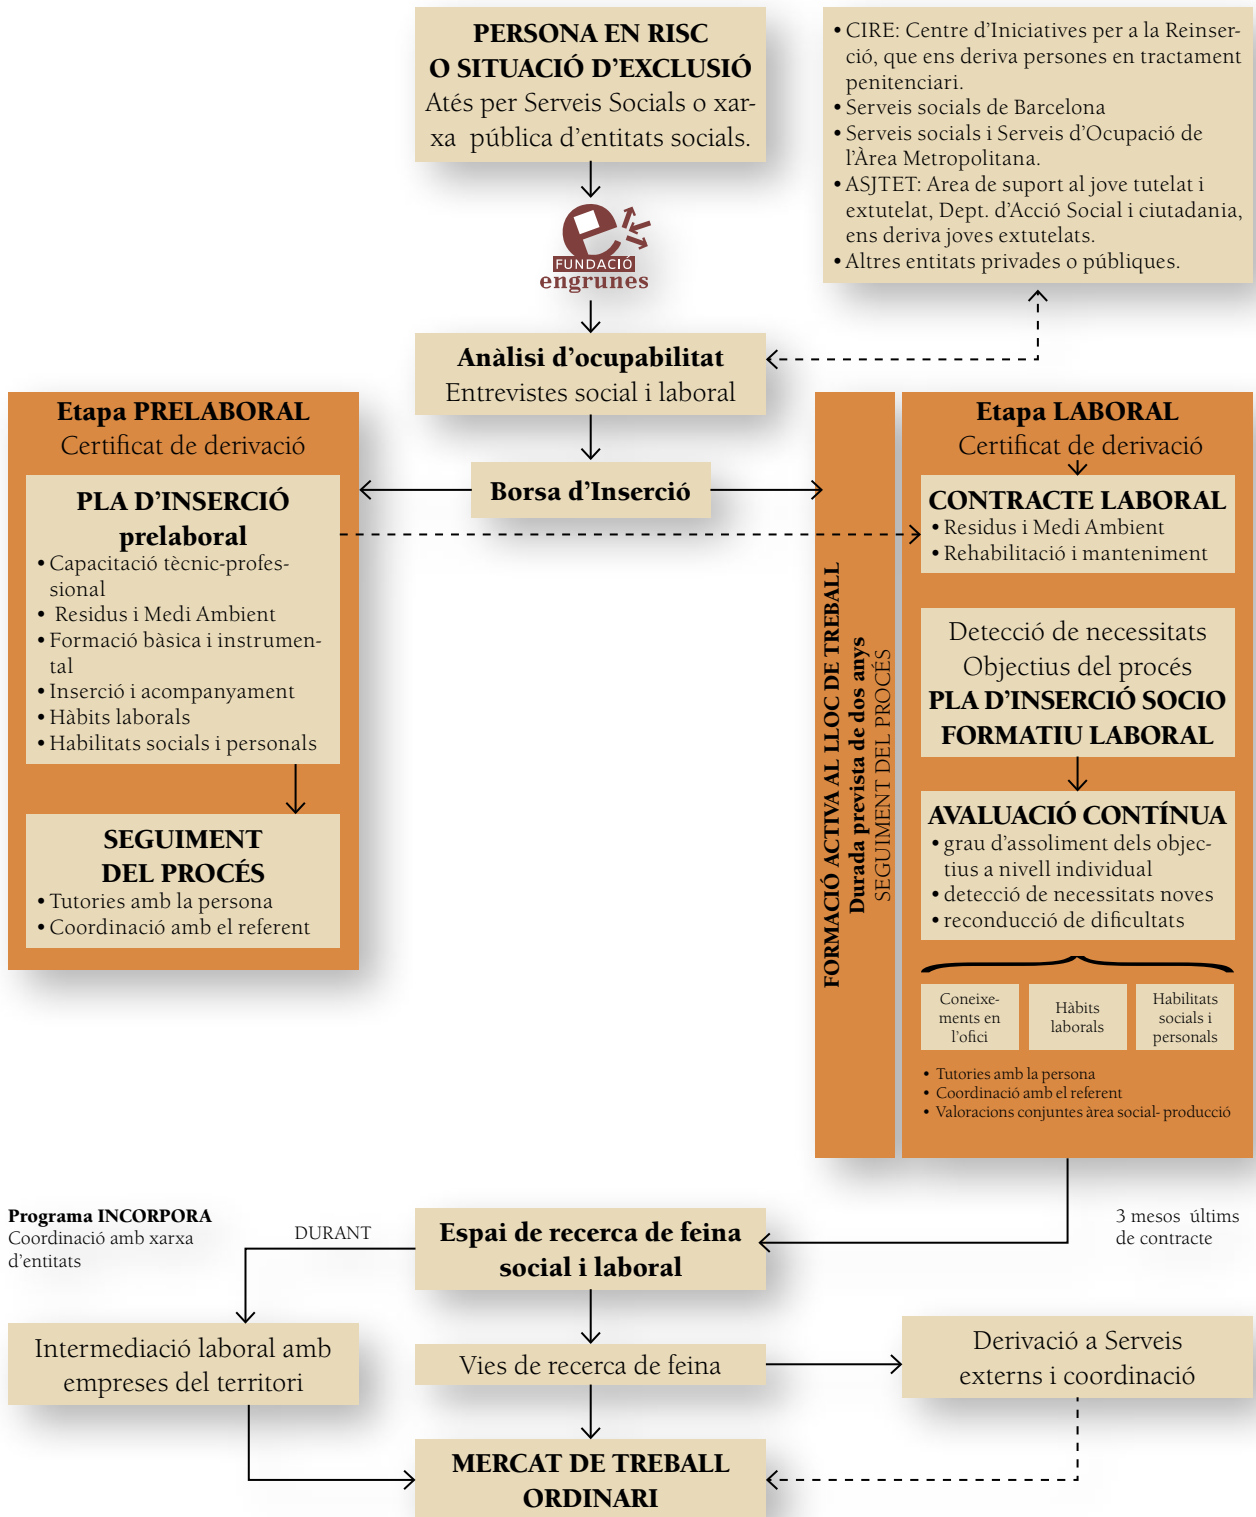 PERSONA EN RISC
O SITUACIÓ D'EXCLUSIÓ
Atés per Serveis Socials o xar-
xa pública d'entitats socials.
• CIRE: Centre d'Iniciatives per a la Reinser-
ció, que ens deriva persones en tractament
penitenciari.
• Serveis socials de Barcelona
• Serveis socials i Serveis d'Ocupació de
l'Àrea Metropolitana.
• ASJTET: Area de suport al jove tutelat i
extutelat, Dept. d'Acció Social i ciutadania,
ens deriva joves extutelats.
• Altres entitats privades o públiques.
e
FUNDACIÓ
engrunes
Anàlisi d'ocupabilitat
Entrevistes social i laboral
Borsa d'Inserció
Etapa PRELABORAL
Certificat de derivació
PLA D'INSERCIÓ
prelaboral
• Capacitació tècnic-profes-
sional
• Residus i Medi Ambient
• Formació bàsica i instrumen-
tal
• Inserció i acompanyament
• Hàbits laborals
• Habilitats socials i personals
SEGUIMENT
DEL PROCÉS
• Tutories amb la persona
• Coordinació amb el referent
FORMACIÓ ACTIVA AL LLOC DE TREBALL
Durada prevista de dos anys
SEGUIMENT DEL PROCÉS
Etapa LABORAL
Certificat de derivació
CONTRACTE LABORAL
• Residus i Medi Ambient
• Rehabilitació i manteniment
Detecció de necessitats
Objectius del procés
PLA D'INSERCIÓ SOCIO
FORMATIU LABORAL
AVALUACIÓ CONTÍNUA
• grau d'assoliment dels objec-
tius a nivell individual
• detecció de necessitats noves
• reconducció de dificultats
Coneixe-
ments en
l'ofici
Hàbits
laborals
Habilitats
socials i
personals
• Tutories amb la persona
• Coordinació amb el referent
• Valoracions conjuntes àrea social- producció
Programa INCORPORA
Coordinació amb xarxa
d'entitats
DURANT
Espai de recerca de feina
social i laboral
3 mesos últims
de contracte
Intermediació laboral amb
empreses del territori
Vies de recerca de feina
Derivació a Serveis
externs i coordinació
MERCAT DE TREBALL
ORDINARI